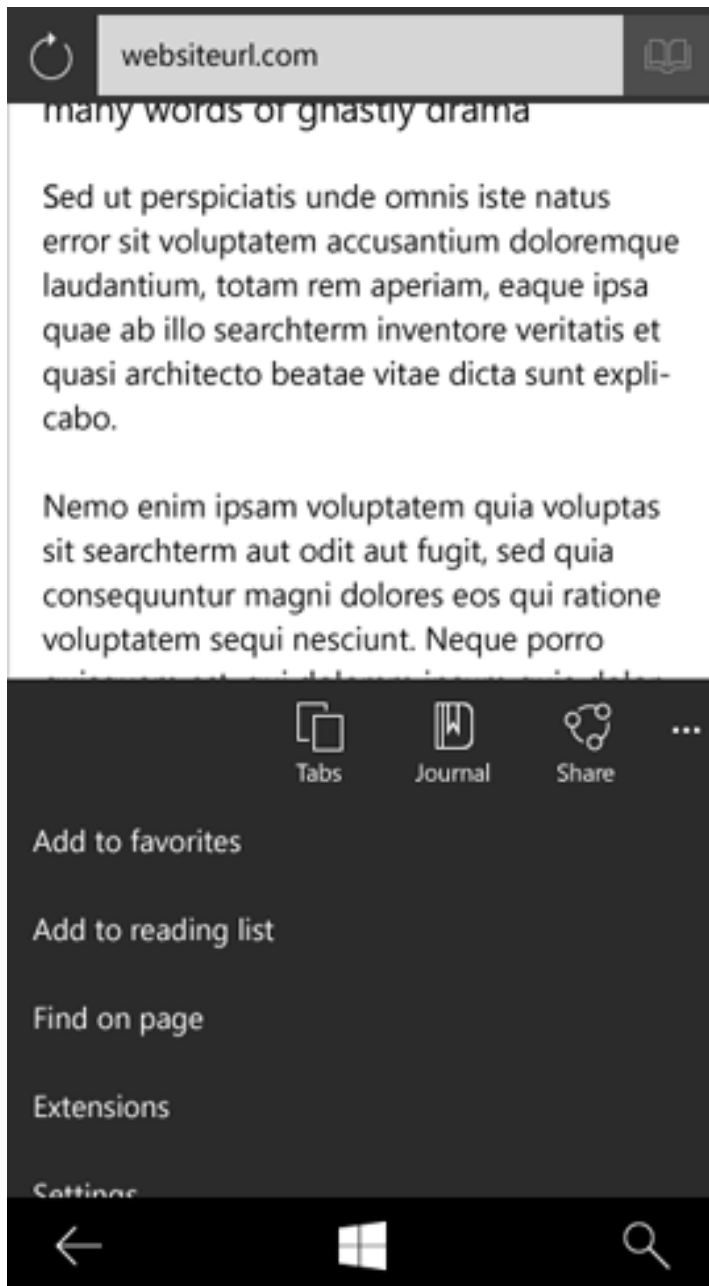 websiteurl.com
many words of ghastly drama
Sed ut perspiciatis unde omnis iste natus
error sit voluptatem accusantium doloremque
laudantium, totam rem aperiam, eaque ipsa
quae ab illo searchterm inventore veritatis et
quasi architecto beatae vitae dicta sunt expli-
cabo.
Nemo enim ipsam voluptatem quia voluptas
sit searchterm aut odit aut fugit, sed quia
consequuntur magni dolores eos qui ratione
voluptatem sequi nesciunt. Neque porro
Tabs
Journal
Share
Add to favorites
Add to reading list
Find on page
Extensions
Settings